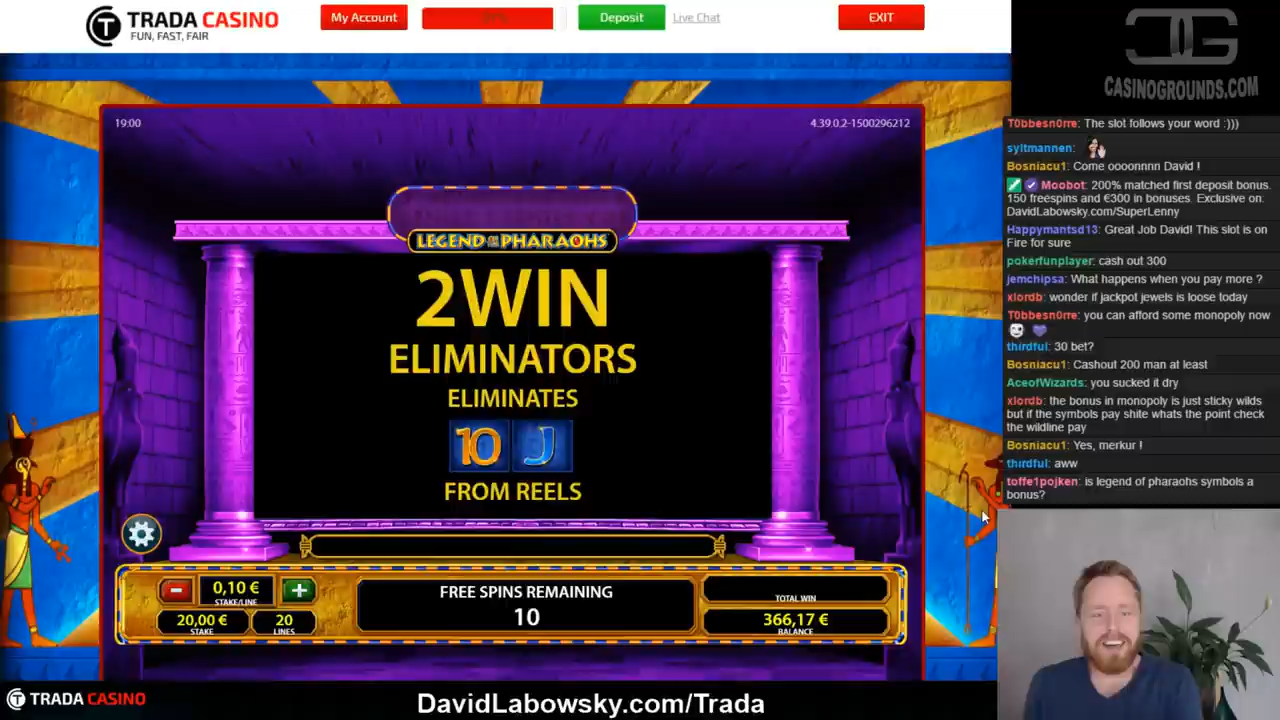 TRADA CASINO
FUN, FAST, FAIR
My Account
Deposit
Live Chat
EXIT
CG
CASINOGROUNDS.COM
19:00
4.39.0.2-1500296212
LEGEND OF THE PHARAOHS
2WIN
ELIMINATORS
ELIMINATES
10 J
FROM REELS
0,10 €
STAKE/LINE
20,00 €
STAKE
20
LINES
FREE SPINS REMAINING
10
TOTAL WIN
366,17 €
BALANCE
T0bbesn0rre: The slot follows your word :)))
syltmannen:
Bosniacu1: Come oooonnnn David !
Moobot: 200% matched first deposit bonus.
150 freespins and €300 in bonuses. Exclusive on:
DavidLabowsky.com/SuperLenny
Happymantsd13: Great Job David! This slot is on
Fire for sure
pokerfunplayer: cash out 300
jemchipsa: What happens when you pay more ?
xlordb: wonder if jackpot jewels is loose today
T0bbesn0rre: you can afford some monopoly now
thirdful: 30 bet?
Bosniacu1: Cashout 200 man at least
AceofWizards: you sucked it dry
xlordb: the bonus in monopoly is just sticky wilds
but if the symbols pay shite whats the point check
the wildline pay
Bosniacu1: Yes, merkur !
thirdful: aww
toffe1pojken: is legend of pharaohs symbols a
bonus?
TRADA CASINO
DavidLabowsky.com/Trada